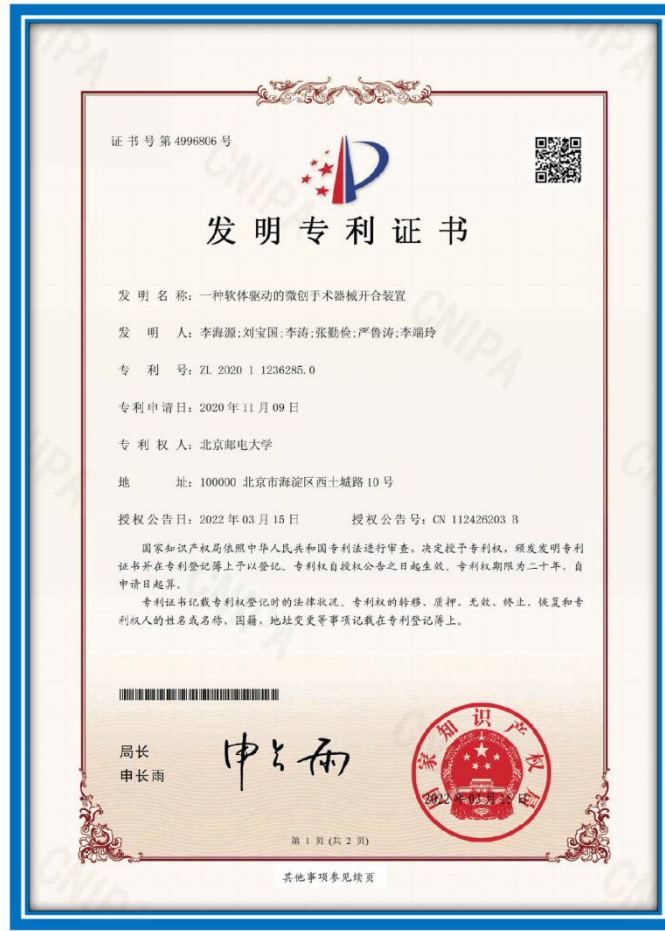 证书号第4996806号
发明专利证书
发明名称：一种软体驱动的微创手术器械开合装置
发明人：李海源;刘宝国;李涛;张勤俭;严鲁涛;李端玲
专利号：ZL 2020 1 1236285.0
专利申请日：2020年11月09日
专利权人：北京邮电大学
地址：100000 北京市海淀区西土城路10号
授权公告日：2022年03月15日 授权公告号：CN 112426203 B
国家知识产权局依照中华人民共和国专利法进行审查，决定授予专利权，颁发发明专利
证书并在专利登记簿上予以登记。专利权自授权公告之日起生效。专利权期限为二十年，自
申请日起算。
专利证书记载专利权登记时的法律状况。专利权的转移、质押、无效、终止、恢复和专
利权人的姓名或名称、国籍、地址变更等事项记载在专利登记簿上。
局长
申长雨
申长雨
国家知识产权局
第 1 页 (共 2 页)
其他事项参见续页
CNIPA